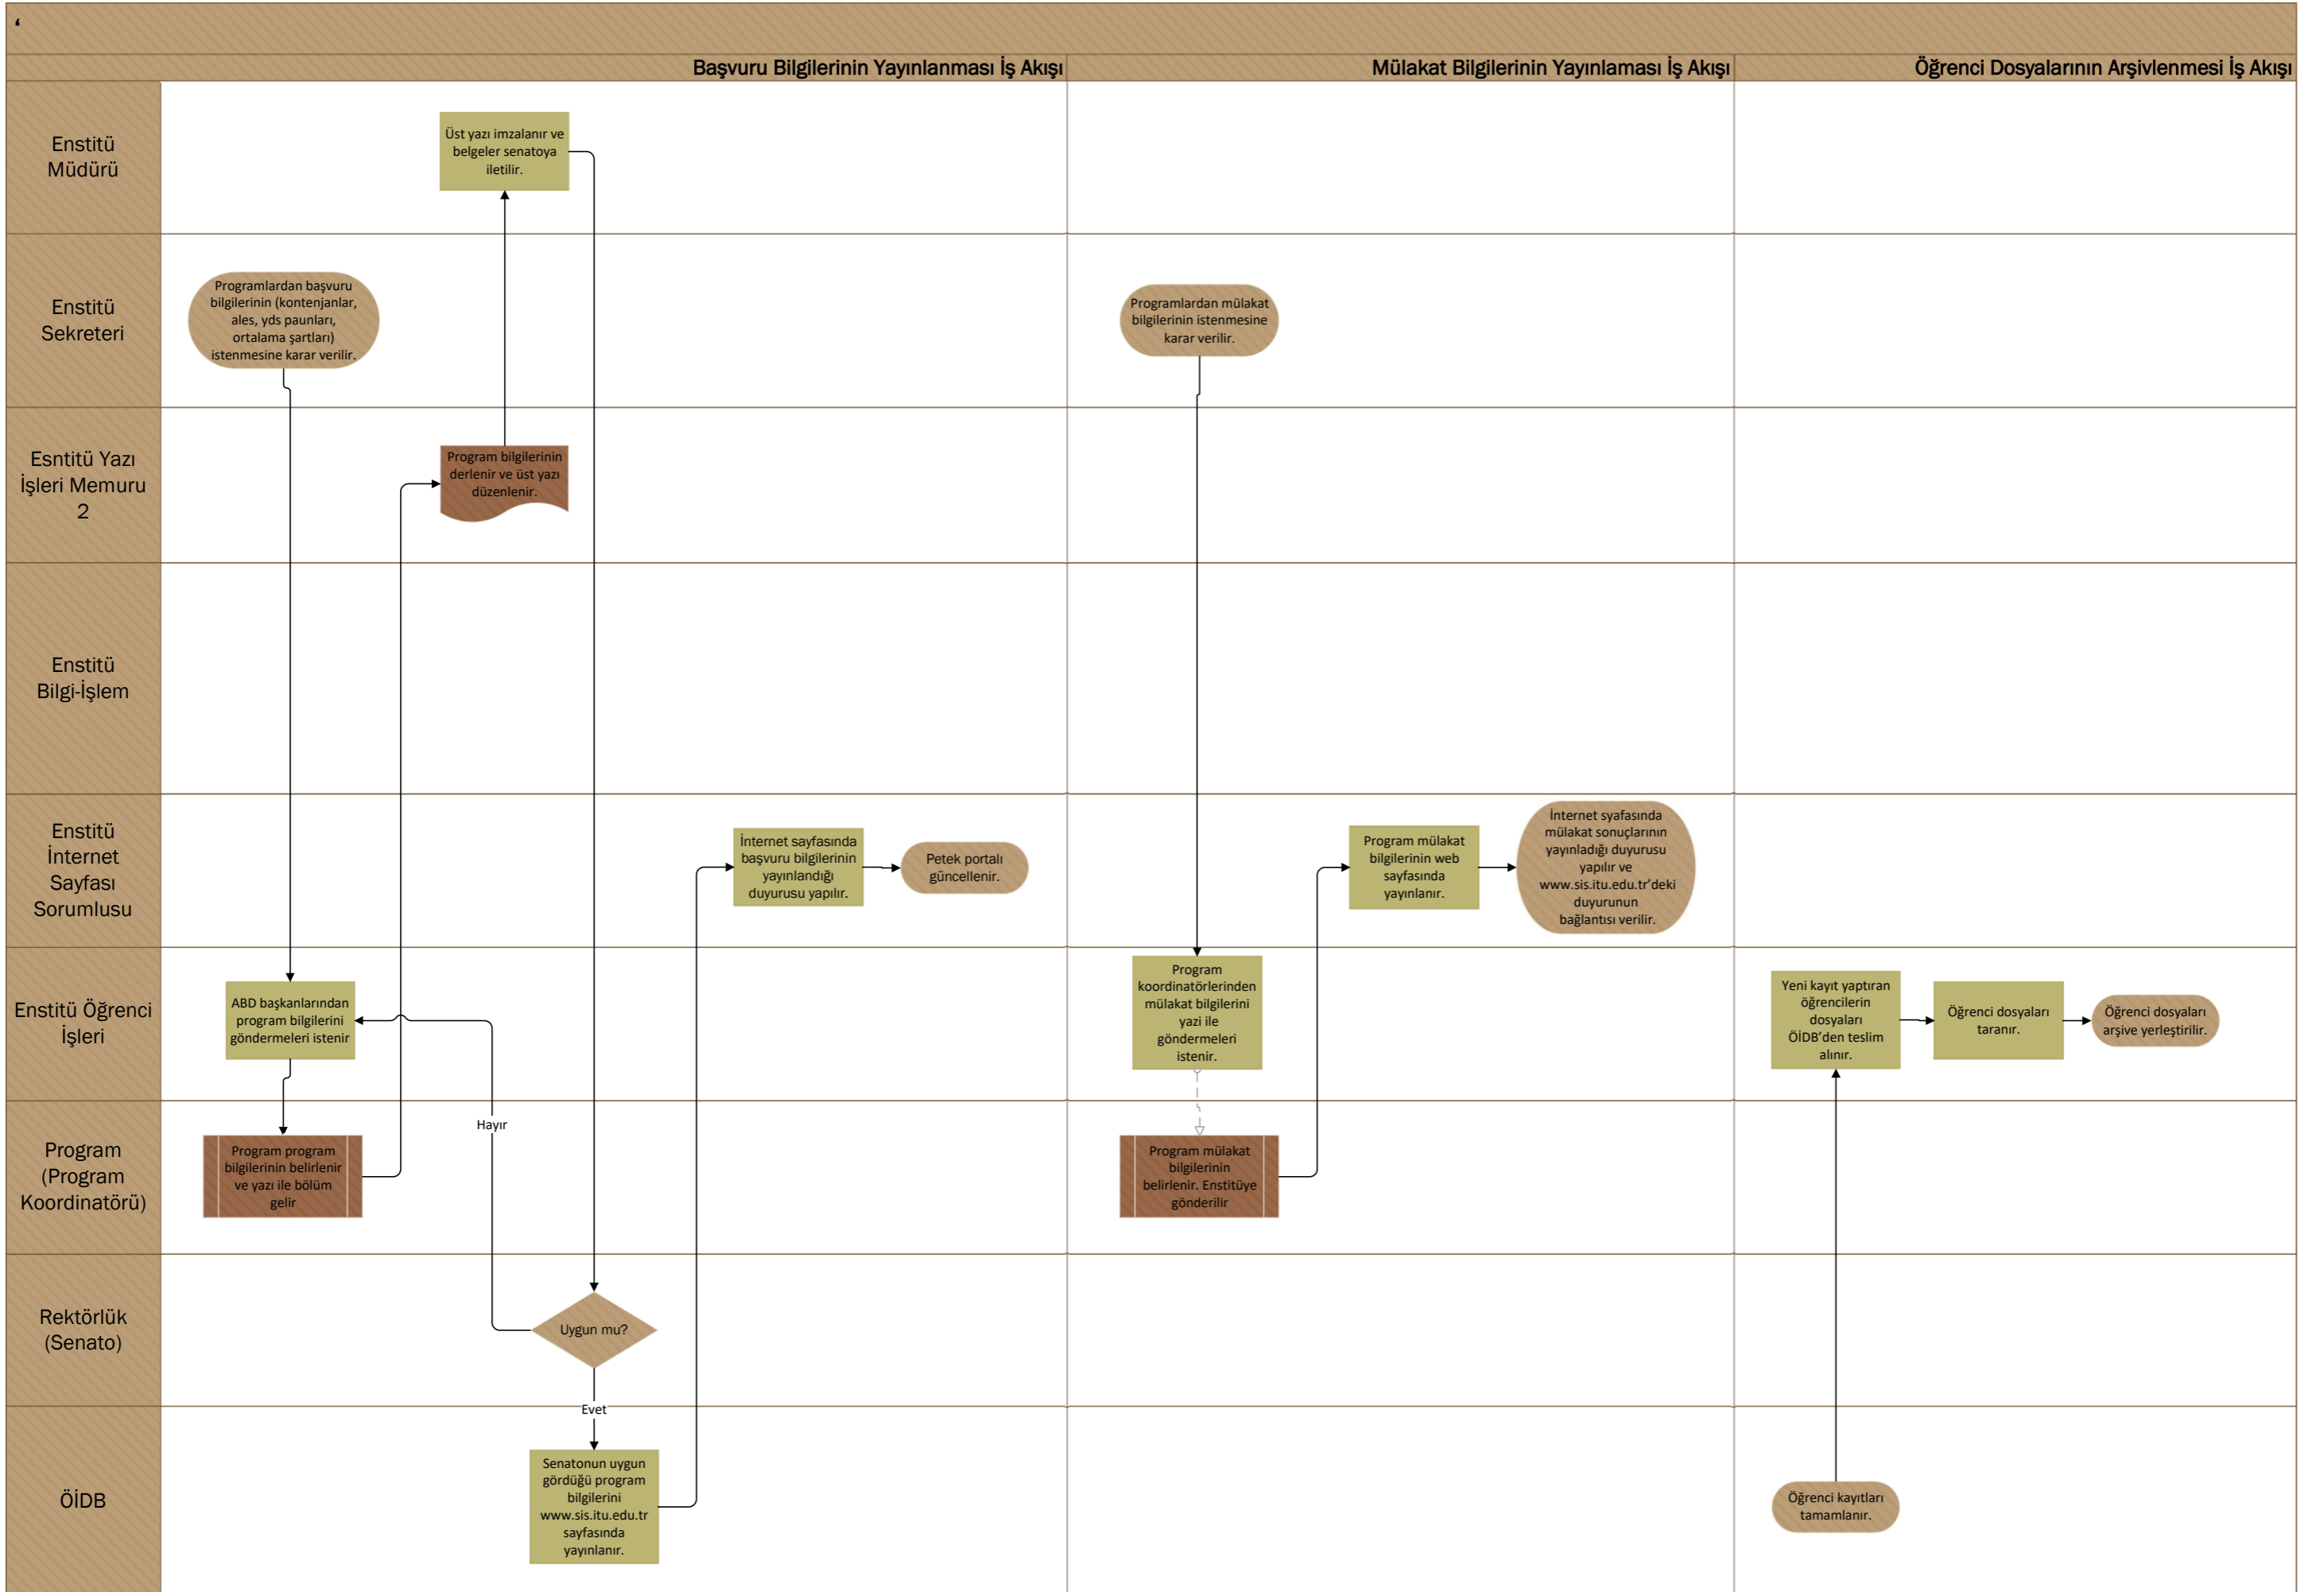 ‘
Başvuru Bilgilerinin Yayınlanması İş Akışı
Mülakat Bilgilerinin Yayınlaması İş Akışı
Öğrenci Dosyalarının Arşivlenmesi İş Akışı
Enstitü
Müdürü
Üst yazı imzalanır ve
belgeler senatoya
iletilir.
Enstitü
Sekreteri
Programlardan başvuru
bilgilerinin (kontenjanlar,
ales, yds paunları,
ortalama şartları)
istenmesine karar verilir.
Programlardan mülakat
bilgilerinin istenmesine
karar verilir.
Esntitü Yazı
İşleri Memuru
2
Program bilgilerinin
derlenir ve üst yazı
düzenlenir.
Enstitü
Bilgi-İşlem
Enstitü
İnternet
Sayfası
Sorumlusu
İnternet sayfasında
başvuru bilgilerinin
yayınlandığı
duyurusu yapılır.
Petek portalı
güncellenir.
Program mülakat
bilgilerinin web
sayfasında
yayınlanır.
İnternet syafasında
mülakat sonuçlarının
yayınladığı duyurusu
yapılır ve
www.sis.itu.edu.tr’deki
duyurunun
bağlantısı verilir.
Enstitü Öğrenci
İşleri
ABD başkanlarından
program bilgilerini
göndermeleri istenir
Program
koordinatörlerinden
mülakat bilgilerini
yazi ile
göndermeleri
istenir.
Yeni kayıt yaptıran
öğrencilerin
dosyaları
ÖİDB’den teslim
alınır.
Öğrenci dosyaları
taranır.
Öğrenci dosyaları
arşive yerleştirilir.
Program
(Program
Koordinatörü)
Program program
bilgilerinin belirlenir
ve yazı ile bölüm
gelir
Hayır
Program mülakat
bilgilerinin
belirlenir. Enstitüye
gönderilir
Rektörlük
(Senato)
Uygun mu?
Evet
ÖİDB
Senatonun uygun
gördüğü program
bilgilerini
www.sis.itu.edu.tr
sayfasında
yayınlanır.
Öğrenci kayıtları
tamamlanır.